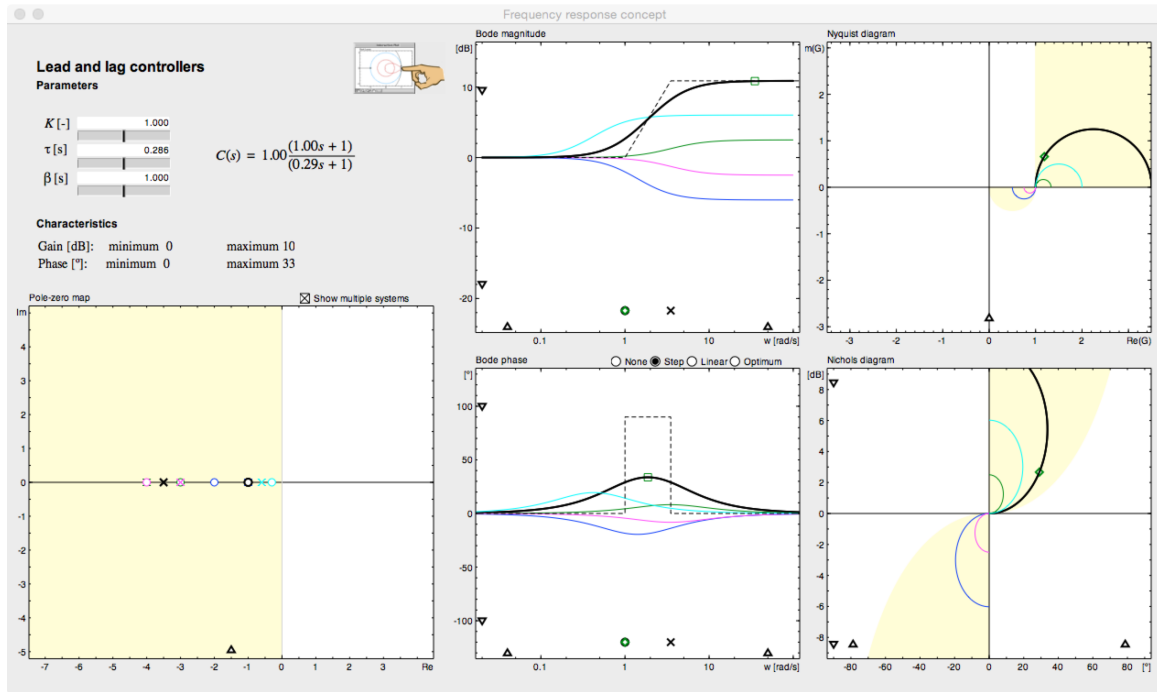 Frequency response concept
Lead and lag controllers
Parameters
K [-] 1.000
τ [s] 0.286
β [s] 1.000
C(s) = 1.00 (1.00s + 1)
(0.29s + 1)
Characteristics
Gain [dB]: minimum 0 maximum 10
Phase [º]: minimum 0 maximum 33
Pole-zero map
Show multiple systems
Im
4
2
1
0
-1
-2
-3
-4
-5
-7 -6 -5 -4 -3 -2 -1 0 1 3 Re
Bode magnitude
[dB]
10
0
-10
-20
0.1 1 10 w [rad/s]
Bode phase
None Step Linear Optimum
[º]
100
50
0
-50
-100
0.1 1 10 w [rad/s]
Nyquist diagram
m(G)
2
1
0
-1
-2
-3
-3 -2 -1 0 1 2 Re(G)
Nichols diagram
[dB]
8
6
4
2
0
-2
-4
-6
-8
-80 -60 -40 -20 0 20 40 60 80 [º]